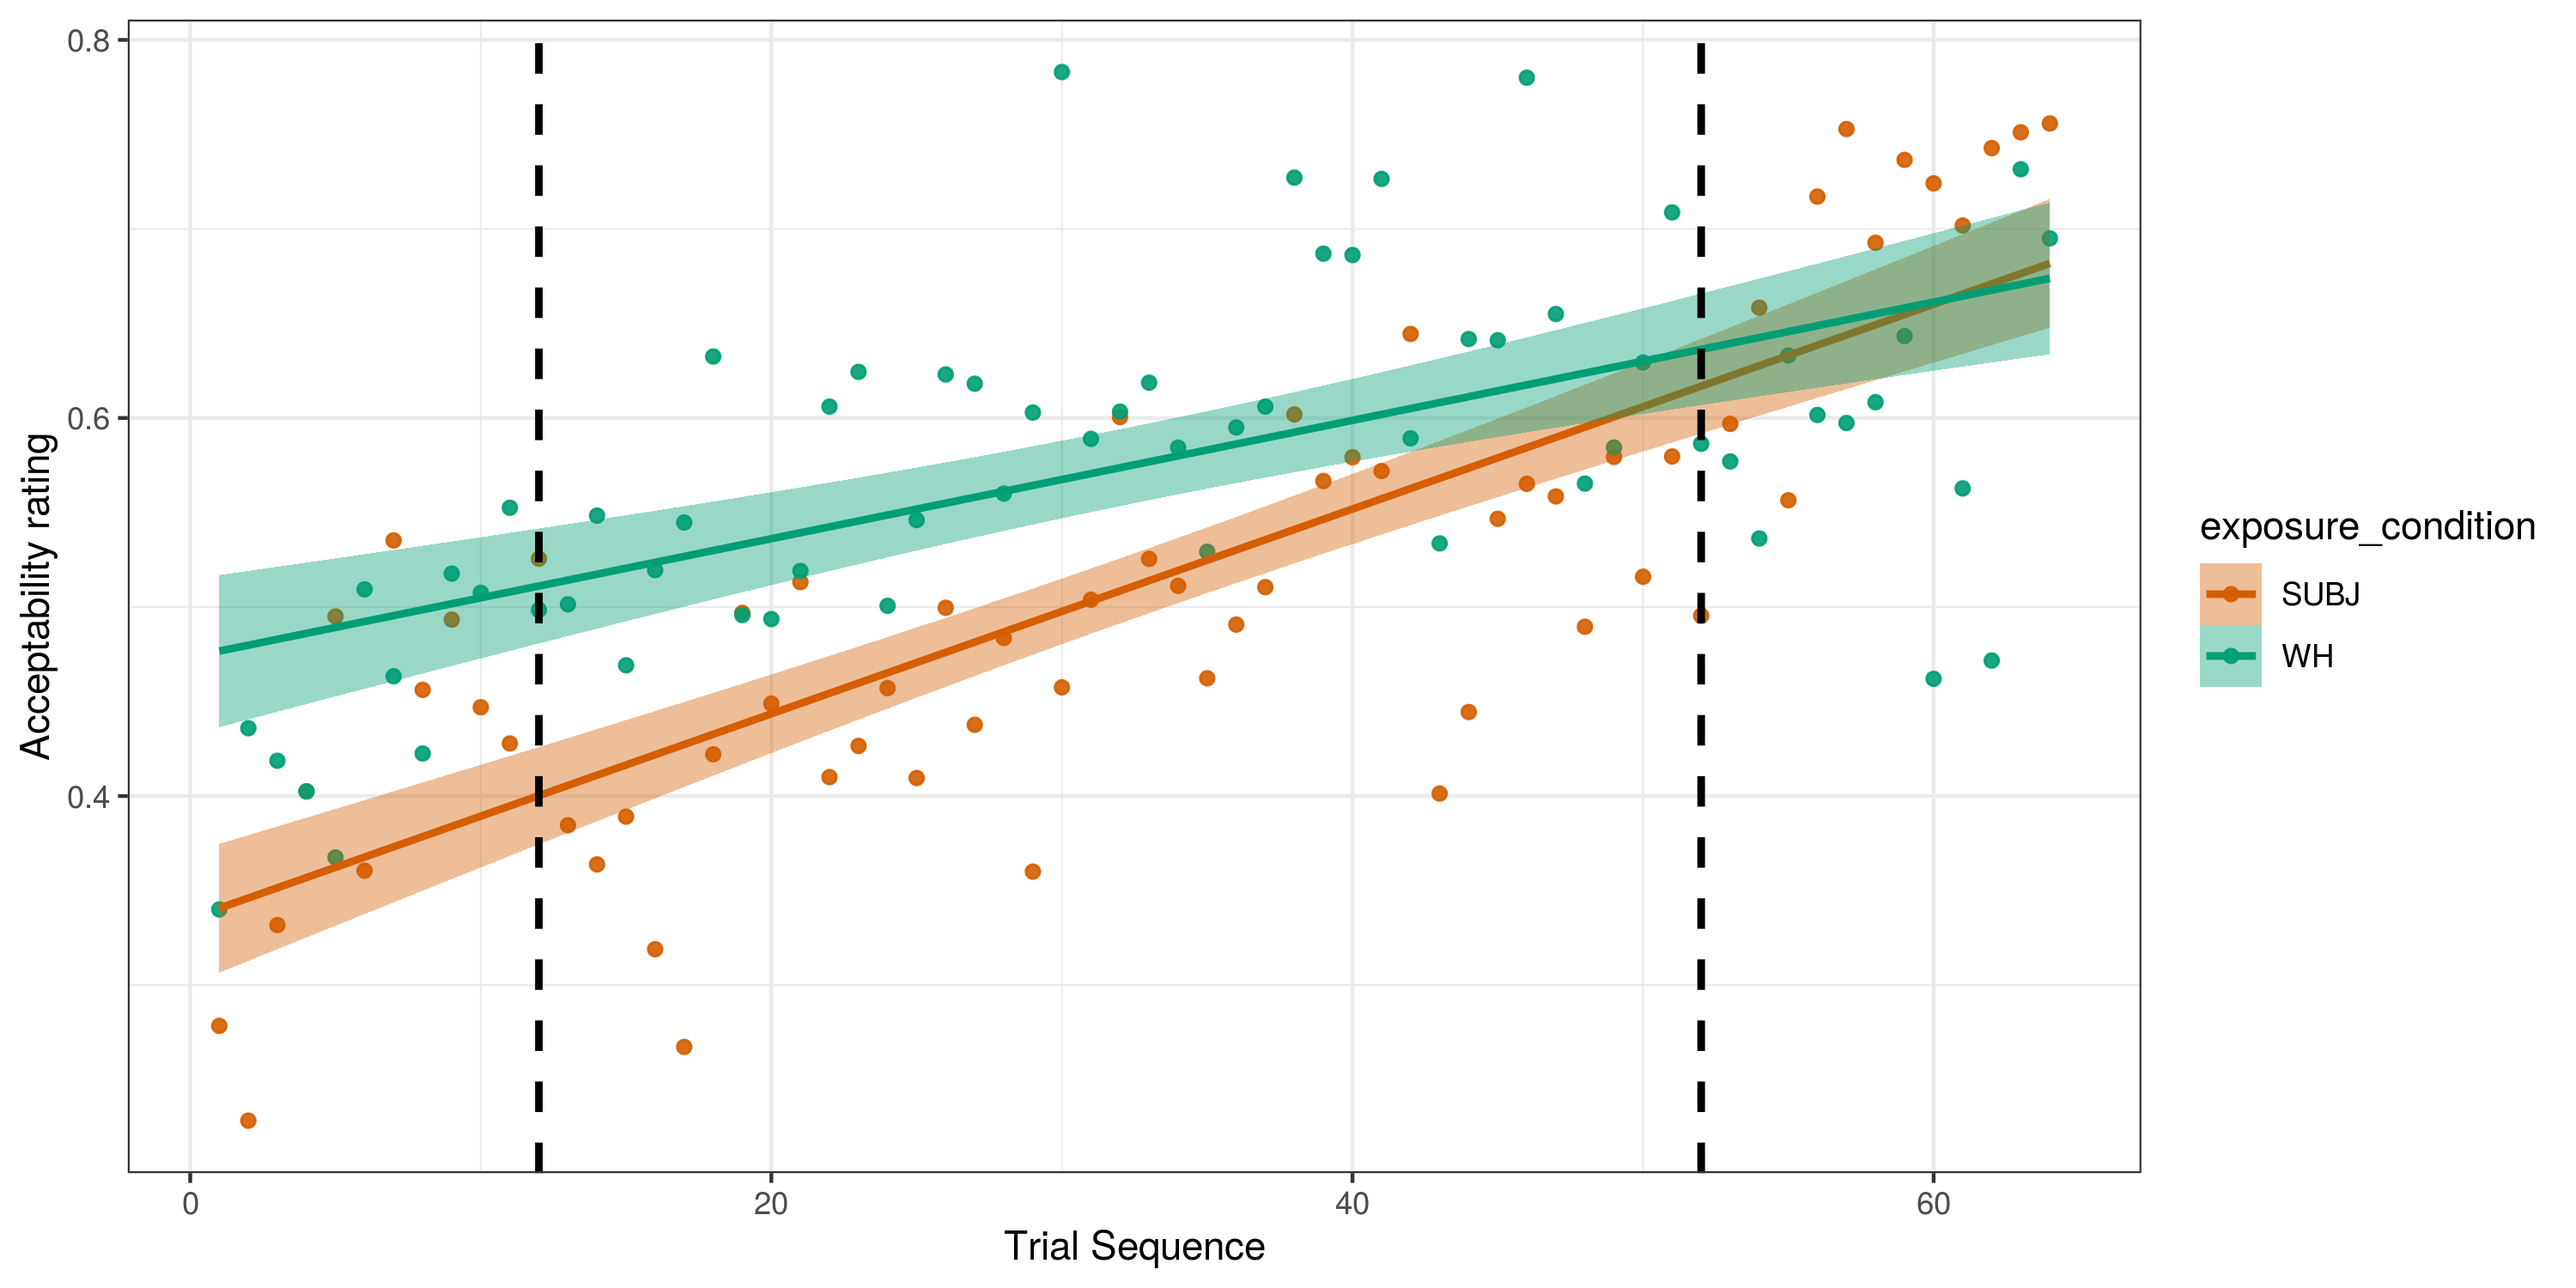 0.8
0.6
0.4
Acceptability rating
0
20
40
60
Trial Sequence
exposure_condition
SUBJ
WH